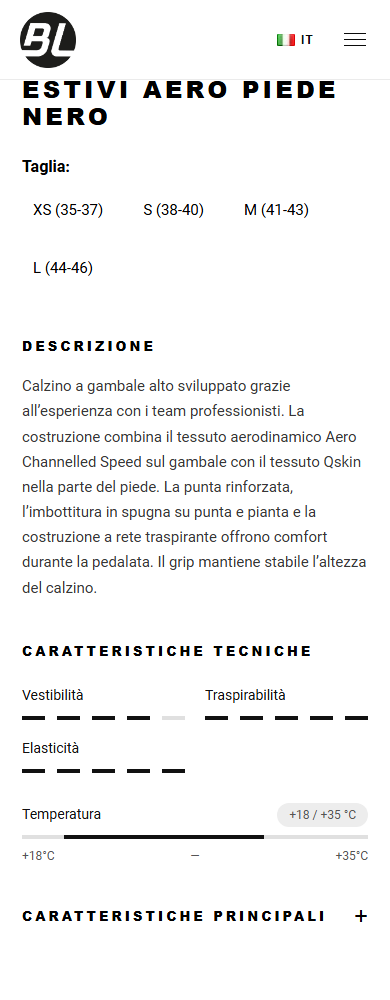 BL
IT
ESTIVI AERO PIEDE
NERO
Taglia:
XS (35-37) S (38-40) M (41-43)
L (44-46)
DESCRIZIONE
Calzino a gambale alto sviluppato grazie
all’esperienza con i team professionisti. La
costruzione combina il tessuto aerodinamico Aero
Channelled Speed sul gambale con il tessuto Qskin
nella parte del piede. La punta rinforzata,
l’imbottitura in spugna su punta e pianta e la
costruzione a rete traspirante offrono comfort
durante la pedalata. Il grip mantiene stabile l’altezza
del calzino.
CARATTERISTICHE TECNICHE
Vestibilità Traspirabilità
Elasticità
Temperatura +18 / +35 °C
+18°C — +35°C
CARATTERISTICHE PRINCIPALI +